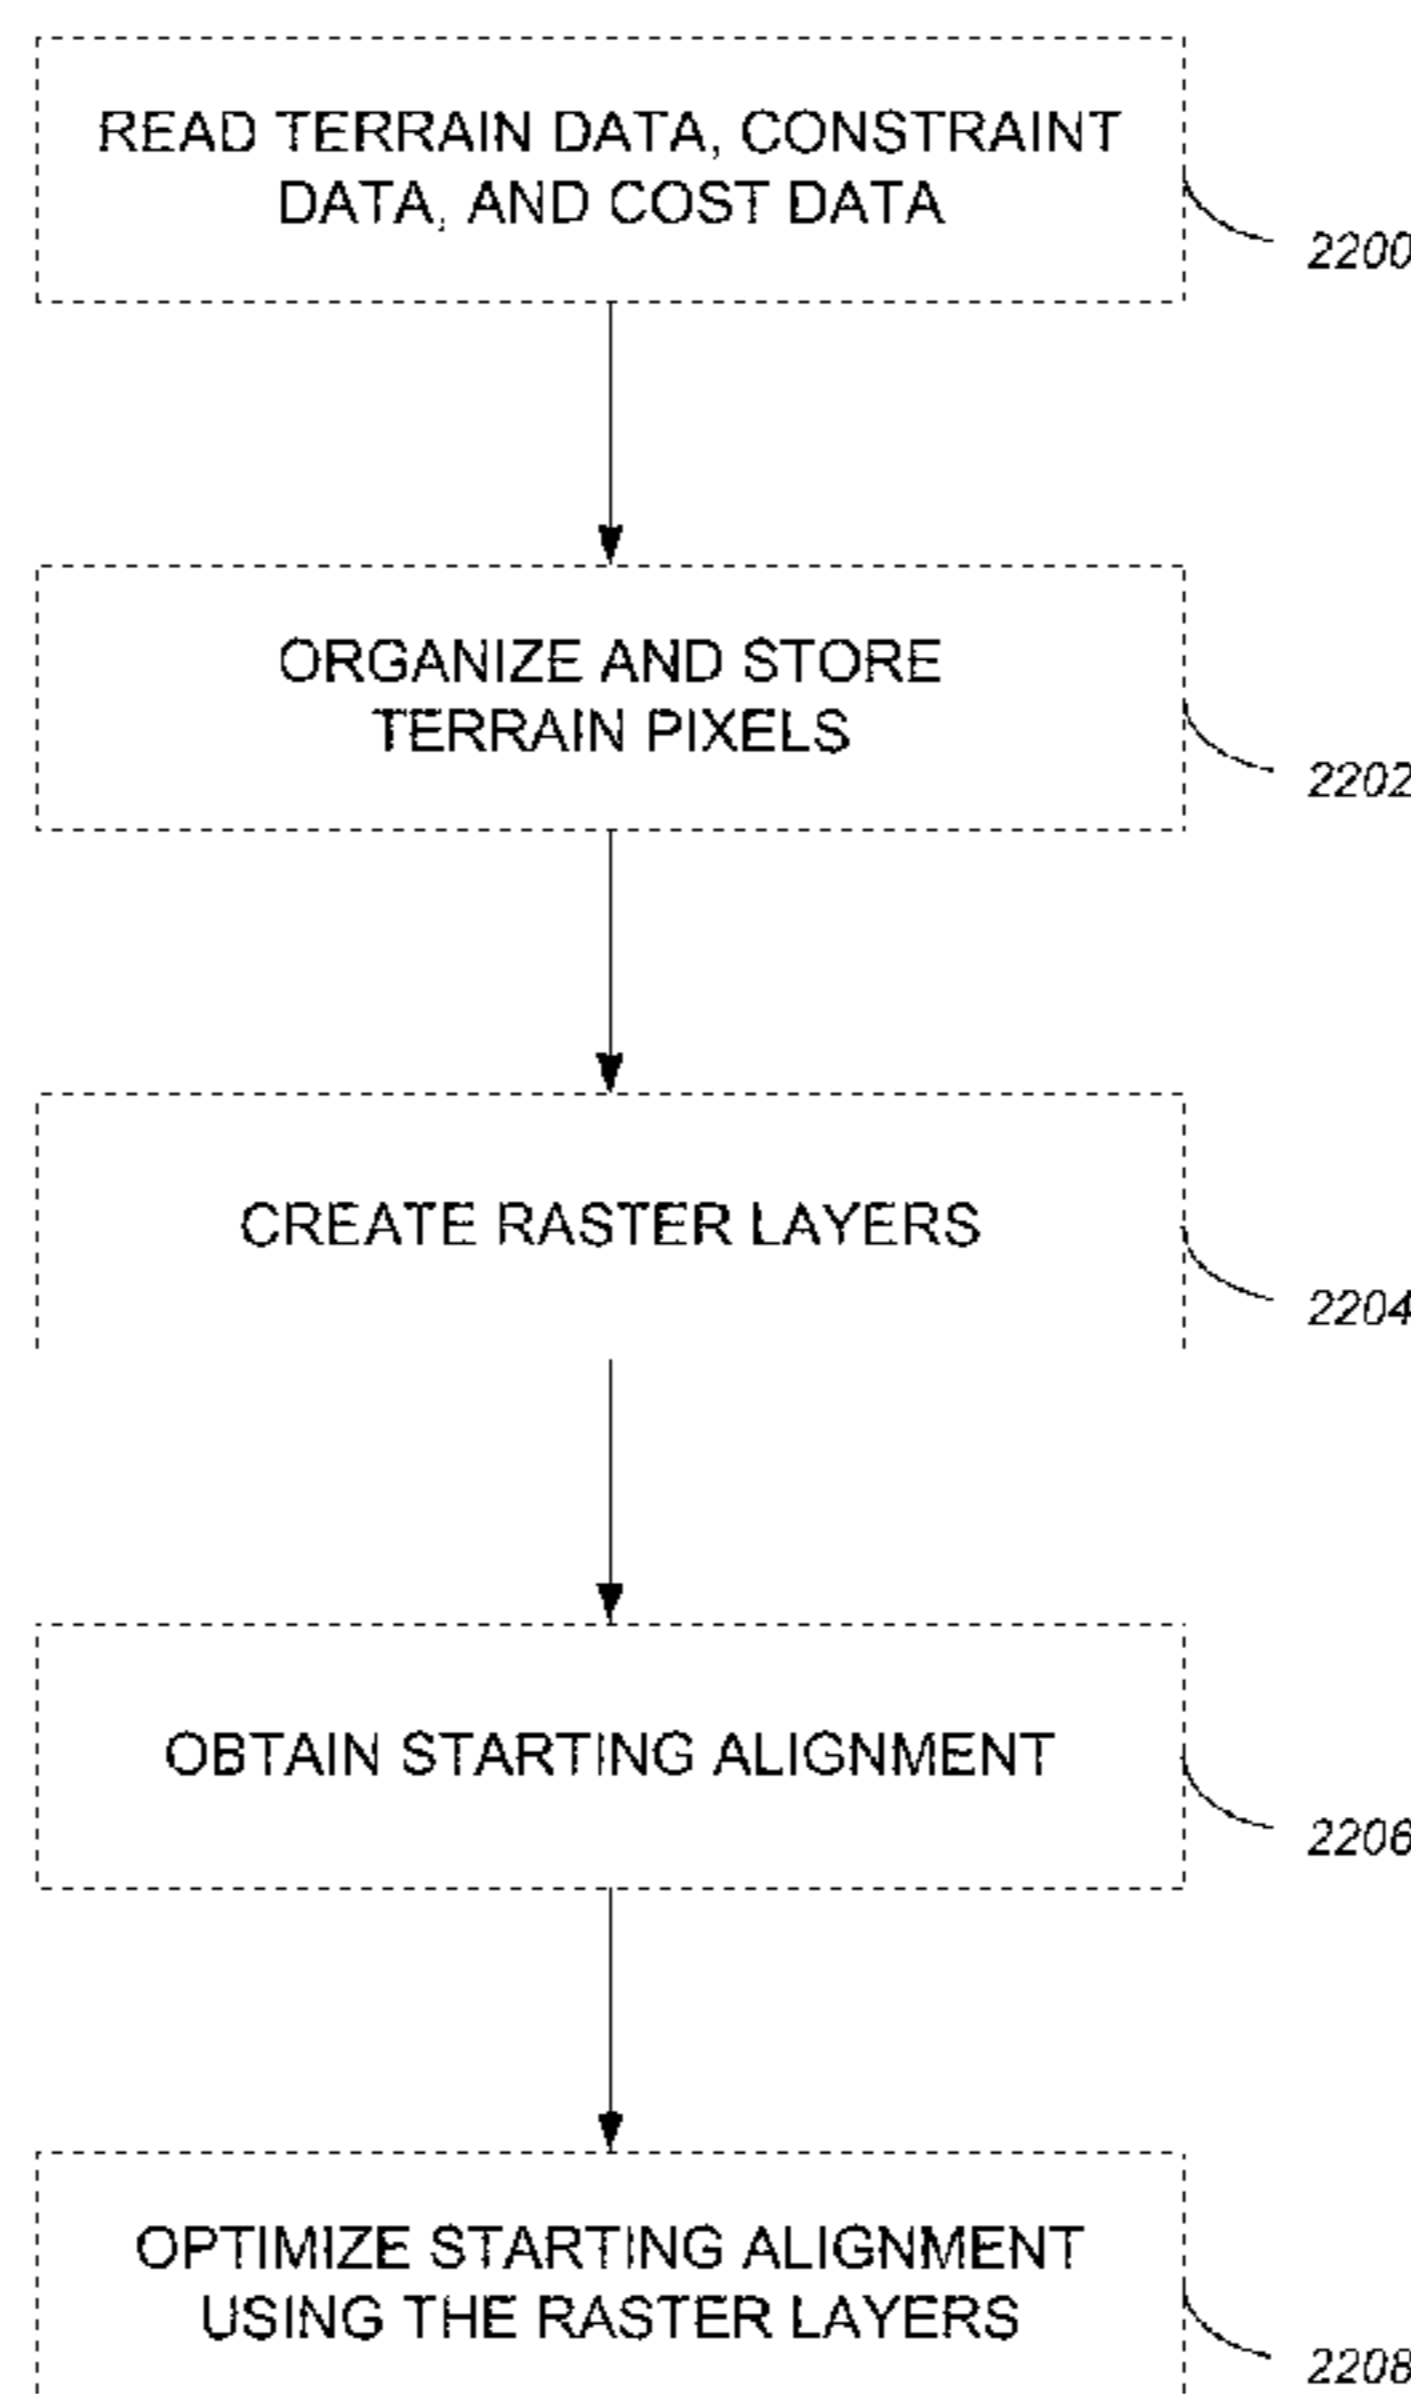 READ TERRAIN DATA, CONSTRAINT
DATA, AND COST DATA
2200
ORGANIZE AND STORE
TERRAIN PIXELS
2202
CREATE RASTER LAYERS
2204
OBTAIN STARTING ALIGNMENT
2206
OPTIMIZE STARTING ALIGNMENT
USING THE RASTER LAYERS
2208